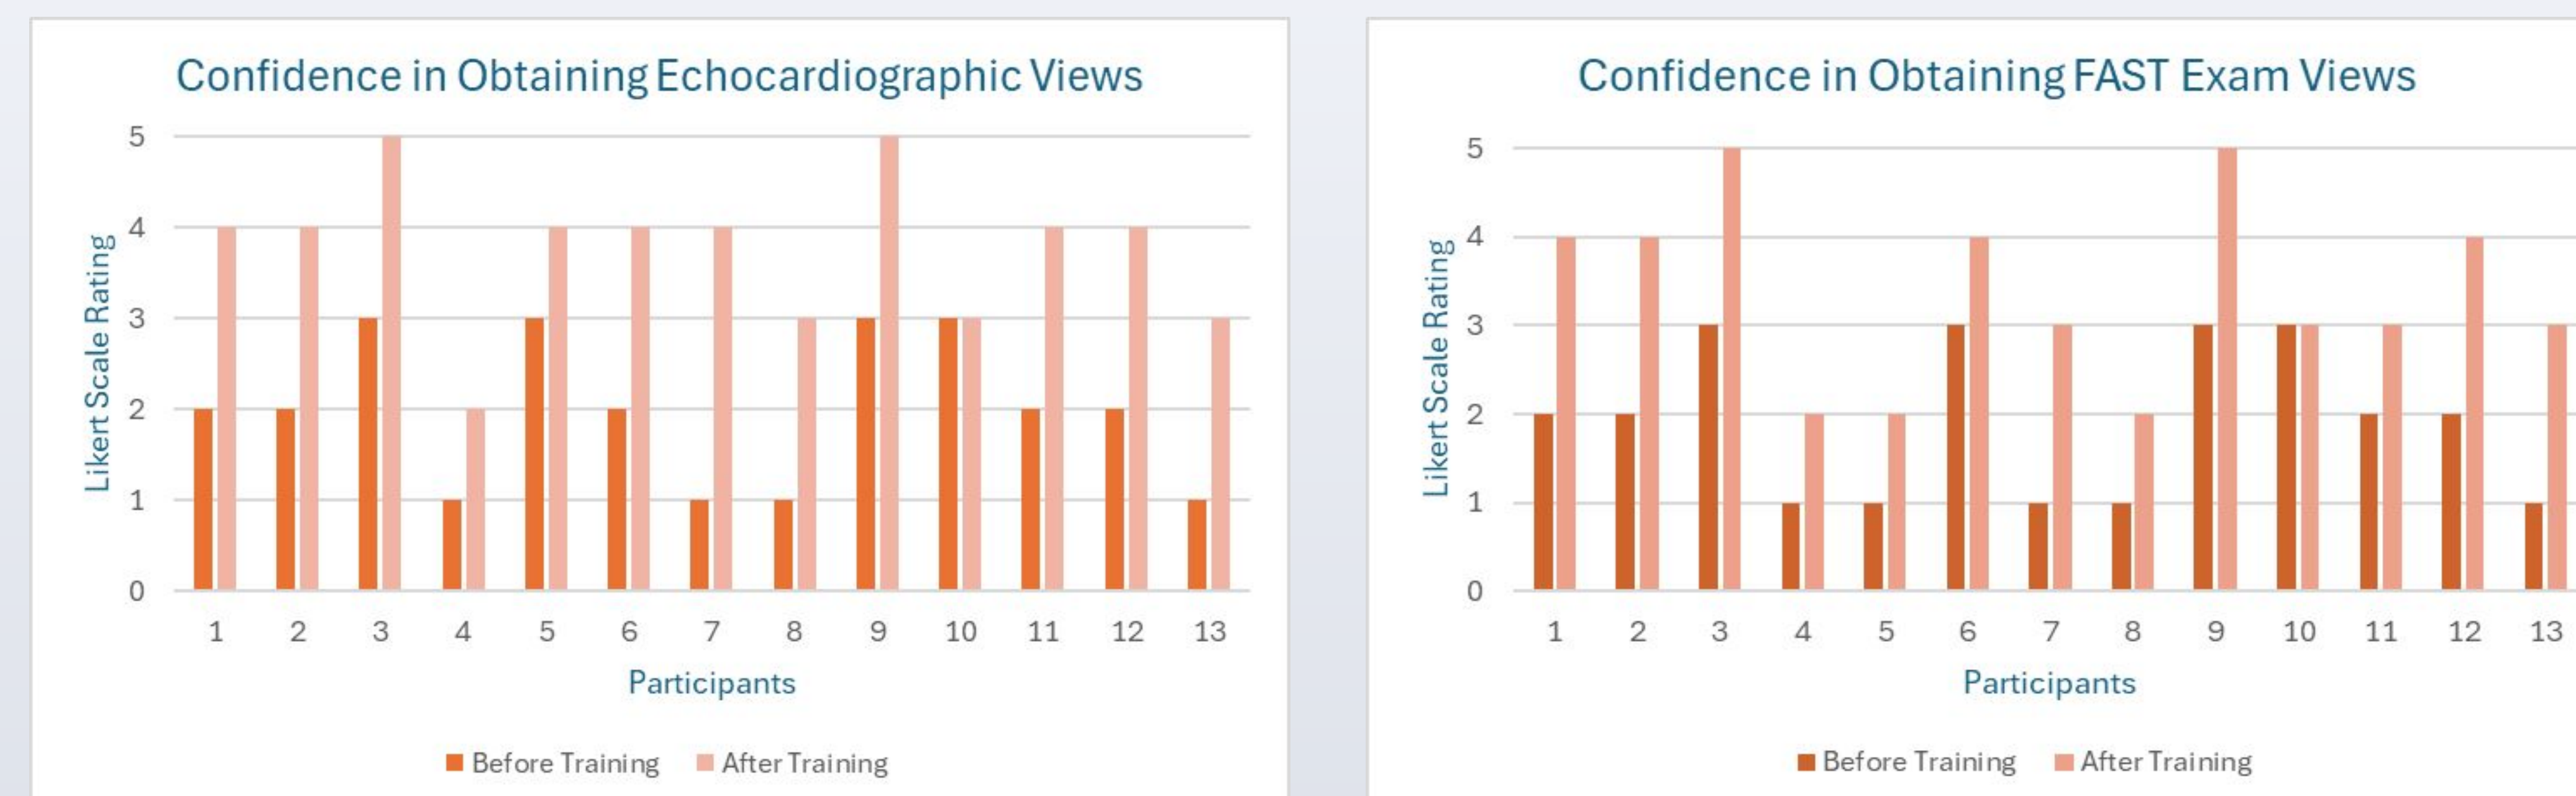 Confidence in Obtaining Echocardiographic Views
5
4
3
2
1
0
Likert Scale Rating
1 2 3 4 5 6 7 8 9 10 11 12 13
Participants
Before Training After Training
Confidence in Obtaining FAST Exam Views
5
4
3
2
1
0
Likert Scale Rating
1 2 3 4 5 6 7 8 9 10 11 12 13
Participants
Before Training After Training